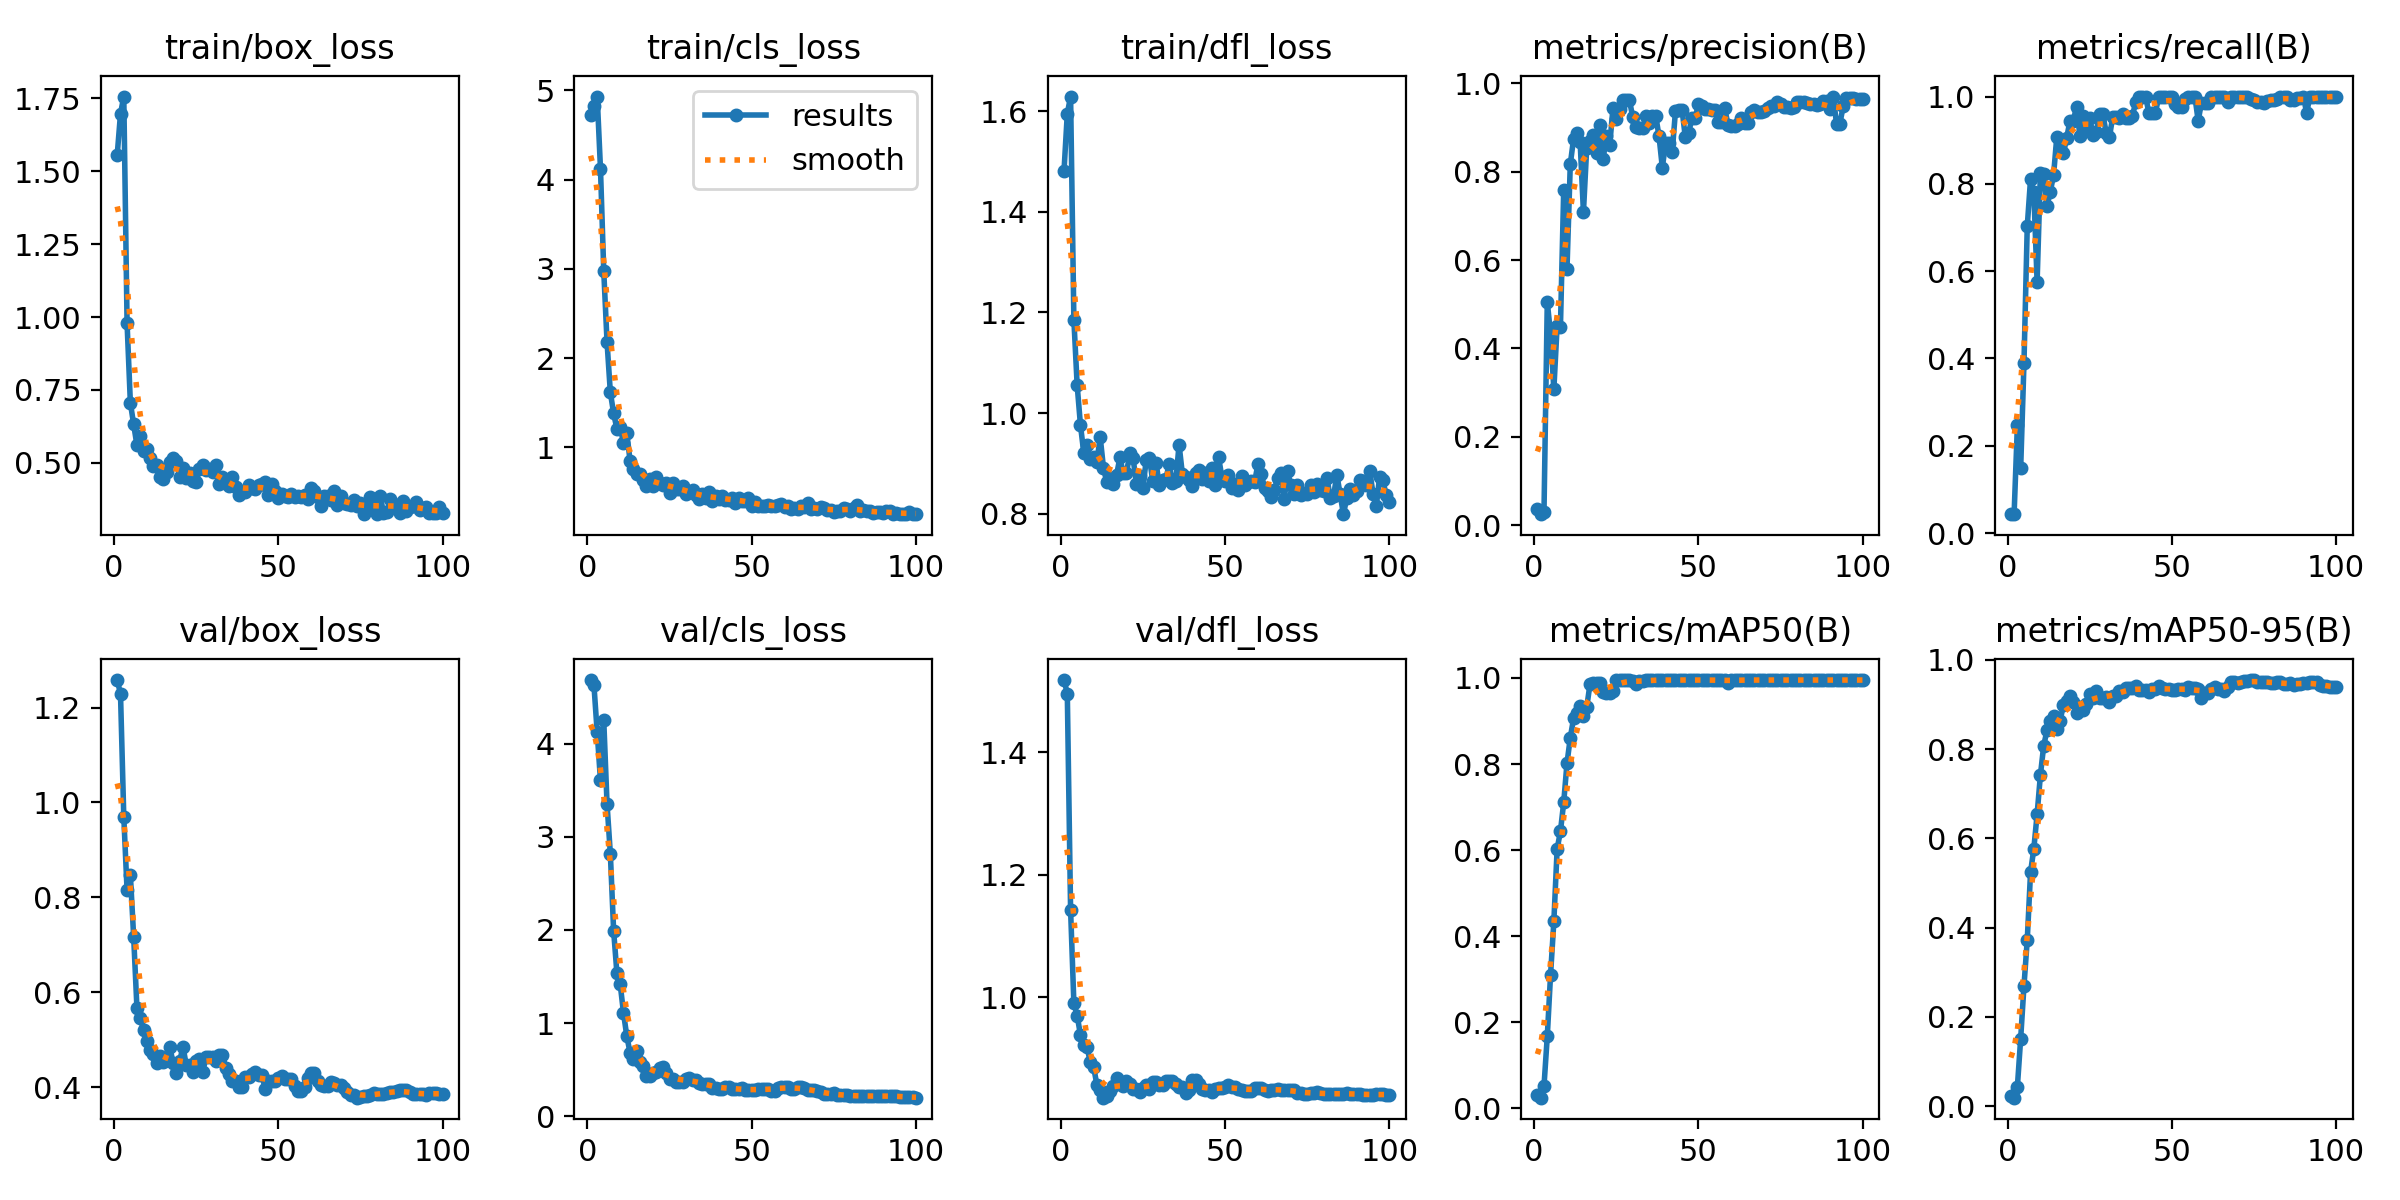 train/box_loss
1.75
1.50
1.25
1.00
0.75
0.50
0 50 100
train/cls_loss
results
smooth
5
4
3
2
1
0 50 100
train/dfl_loss
1.6
1.4
1.2
1.0
0.8
0 50 100
metrics/precision(B)
1.0
0.8
0.6
0.4
0.2
0.0
0 50 100
metrics/recall(B)
1.0
0.8
0.6
0.4
0.2
0.0
0 50 100
val/box_loss
1.2
1.0
0.8
0.6
0.4
0 50 100
val/cls_loss
4
3
2
1
0
0 50 100
val/dfl_loss
1.4
1.2
1.0
0 50 100
metrics/mAP50(B)
1.0
0.8
0.6
0.4
0.2
0.0
0 50 100
metrics/mAP50-95(B)
1.0
0.8
0.6
0.4
0.2
0.0
0 50 100